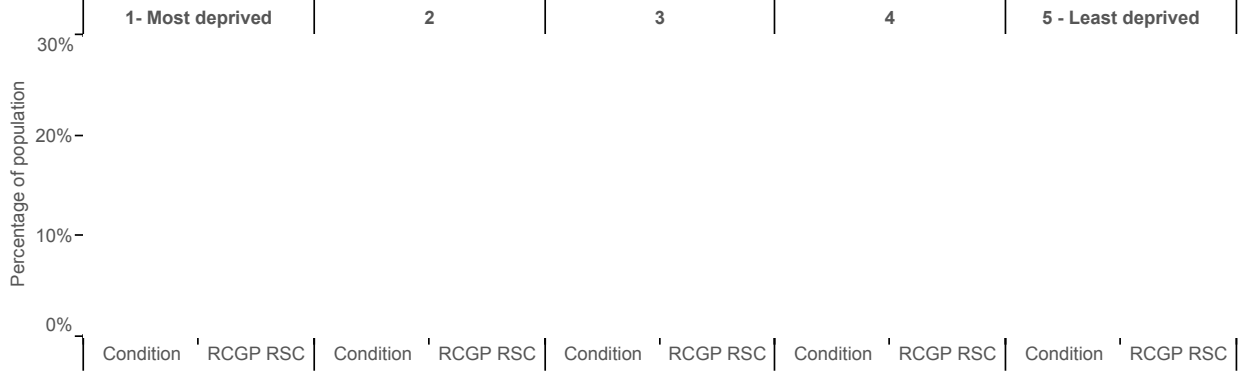 1- Most deprived 2 3 4 5 - Least deprived
30%
20%
10%
0%
Percentage of population
Condition RCGP RSC Condition RCGP RSC Condition RCGP RSC Condition RCGP RSC Condition RCGP RSC